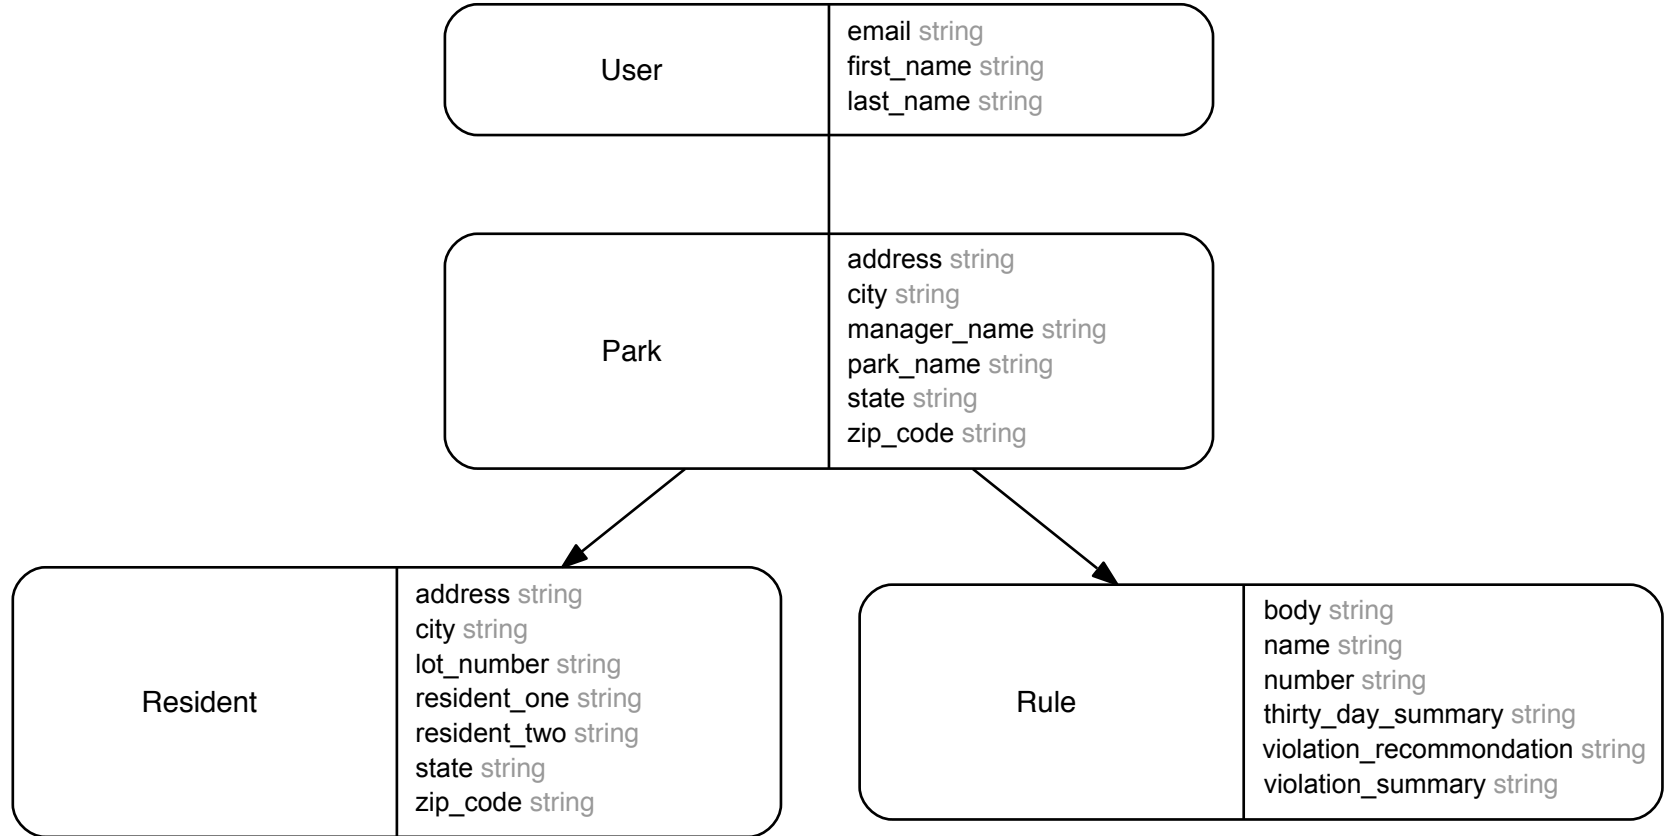 User
email string
first_name string
last_name string
Park
address string
city string
manager_name string
park_name string
state string
zip_code string
Resident
address string
city string
lot_number string
resident_one string
resident_two string
state string
zip_code string
Rule
body string
name string
number string
thirty_day_summary string
violation_recommondation string
violation_summary string